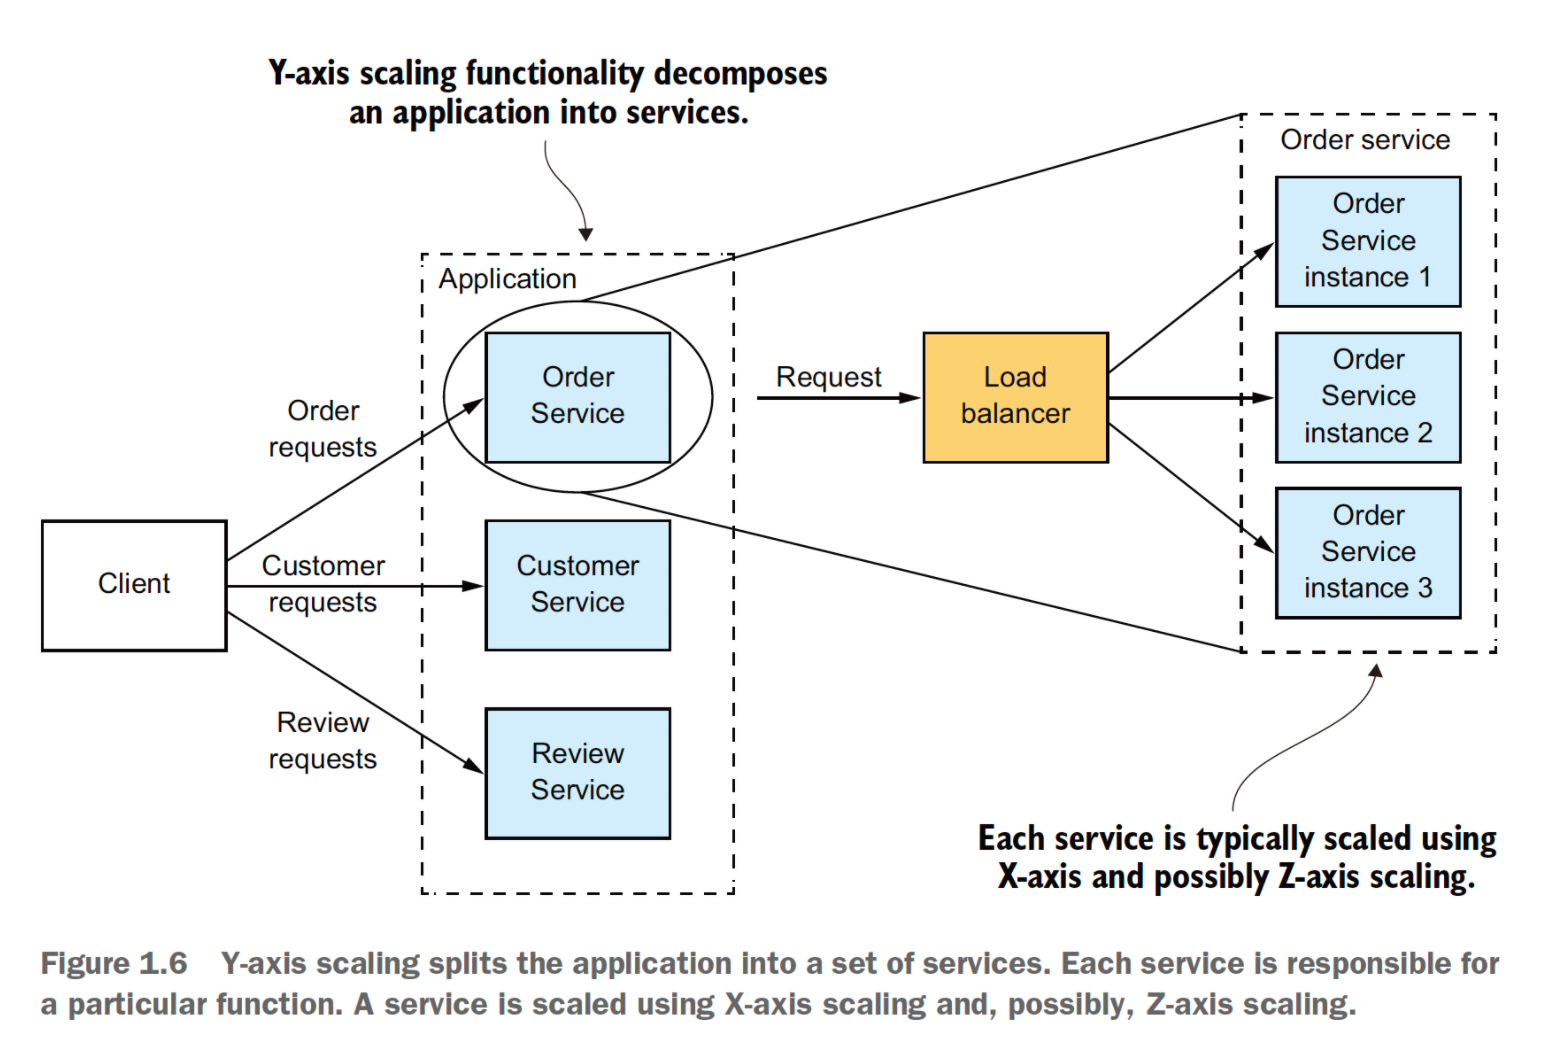 Y-axis scaling functionality decomposes
an application into services.
Application
Order
Service
Order
requests
Client
Customer
requests
Customer
Service
Review
requests
Review
Service
Request
Load
balancer
Order service
Order
Service
instance 1
Order
Service
instance 2
Order
Service
instance 3
Each service is typically scaled using
X-axis and possibly Z-axis scaling.
Figure 1.6 Y-axis scaling splits the application into a set of services. Each service is responsible for
a particular function. A service is scaled using X-axis scaling and, possibly, Z-axis scaling.